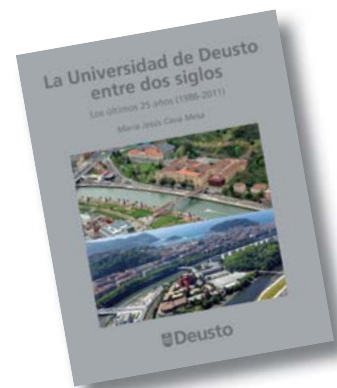 La Universidad de Deusto
entre dos siglos
Los últimos 25 años (1986-2011)
María Jesús Cava Mesa
Deusto